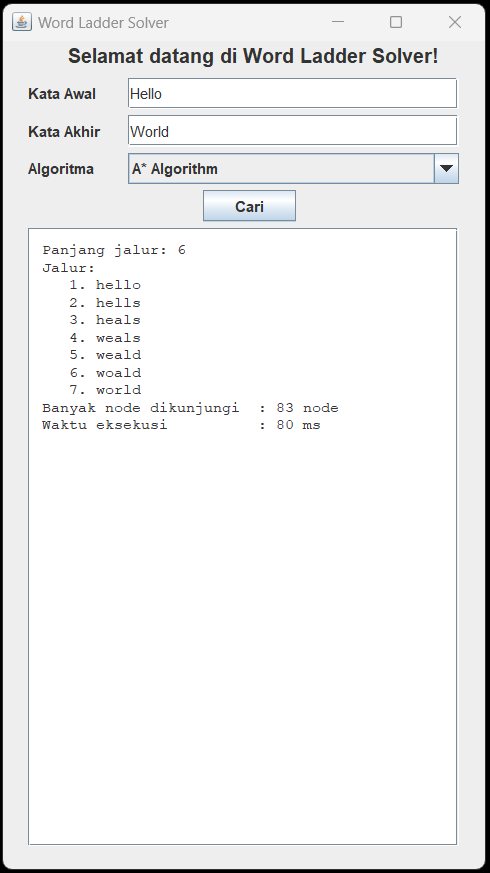 Word Ladder Solver
Selamat datang di Word Ladder Solver!
Kata Awal Hello
Kata Akhir World
Algoritma A* Algorithm
Cari
Panjang jalur: 6
Jalur:
1. hello
2. hells
3. heals
4. weals
5. weald
6. woald
7. world
Banyak node dikunjungi : 83 node
Waktu eksekusi : 80 ms